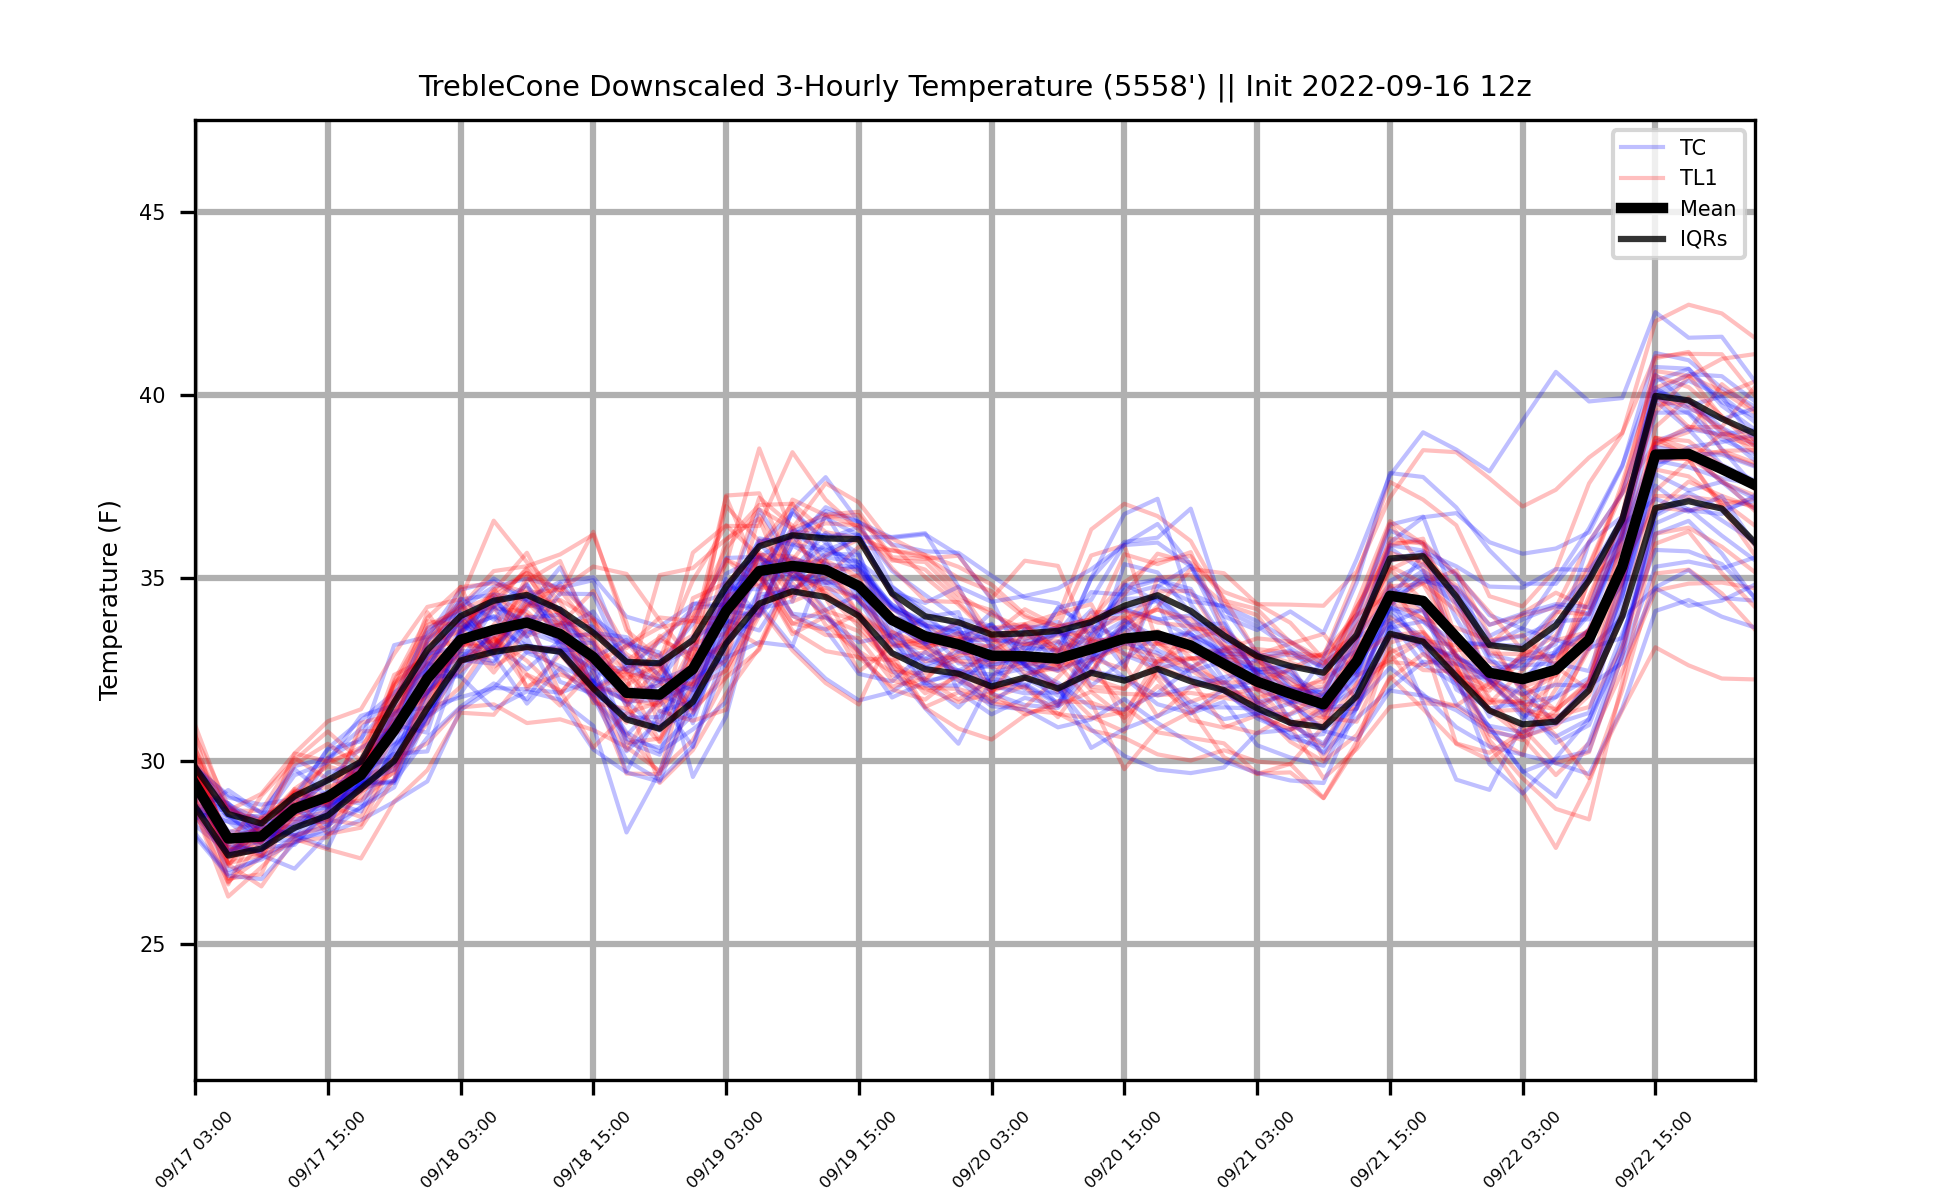 TrebleCone Downscaled 3-Hourly Temperature (5558') || Init 2022-09-16 12z
TC
TL1
Mean
IQRs
Temperature (F)
45
40
35
30
25
09/17 03:00
09/17 15:00
09/18 03:00
09/18 15:00
09/19 03:00
09/19 15:00
09/20 03:00
09/20 15:00
09/21 03:00
09/21 15:00
09/22 03:00
09/22 15:00